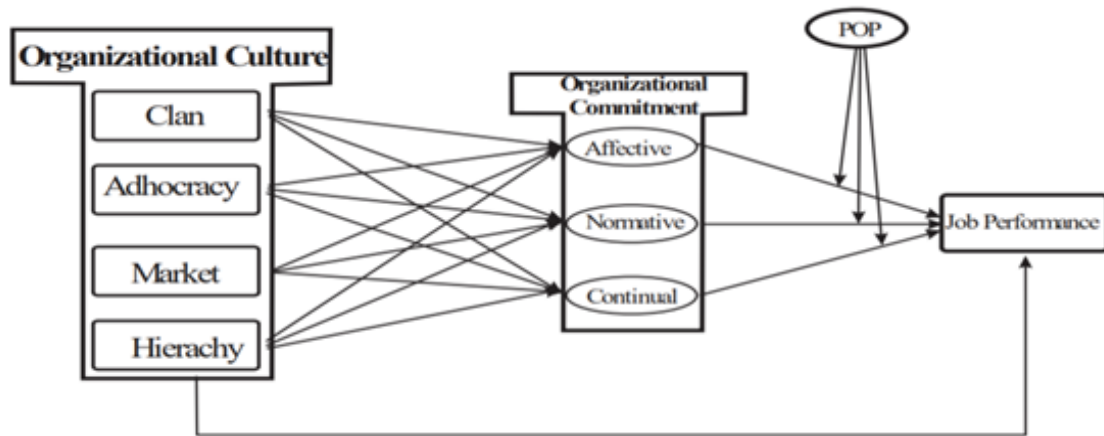 POP
Organizational Culture
Clan
Adhocracy
Market
Hierachy
Organizational
Commitment
Affective
Normative
Continual
Job Performance